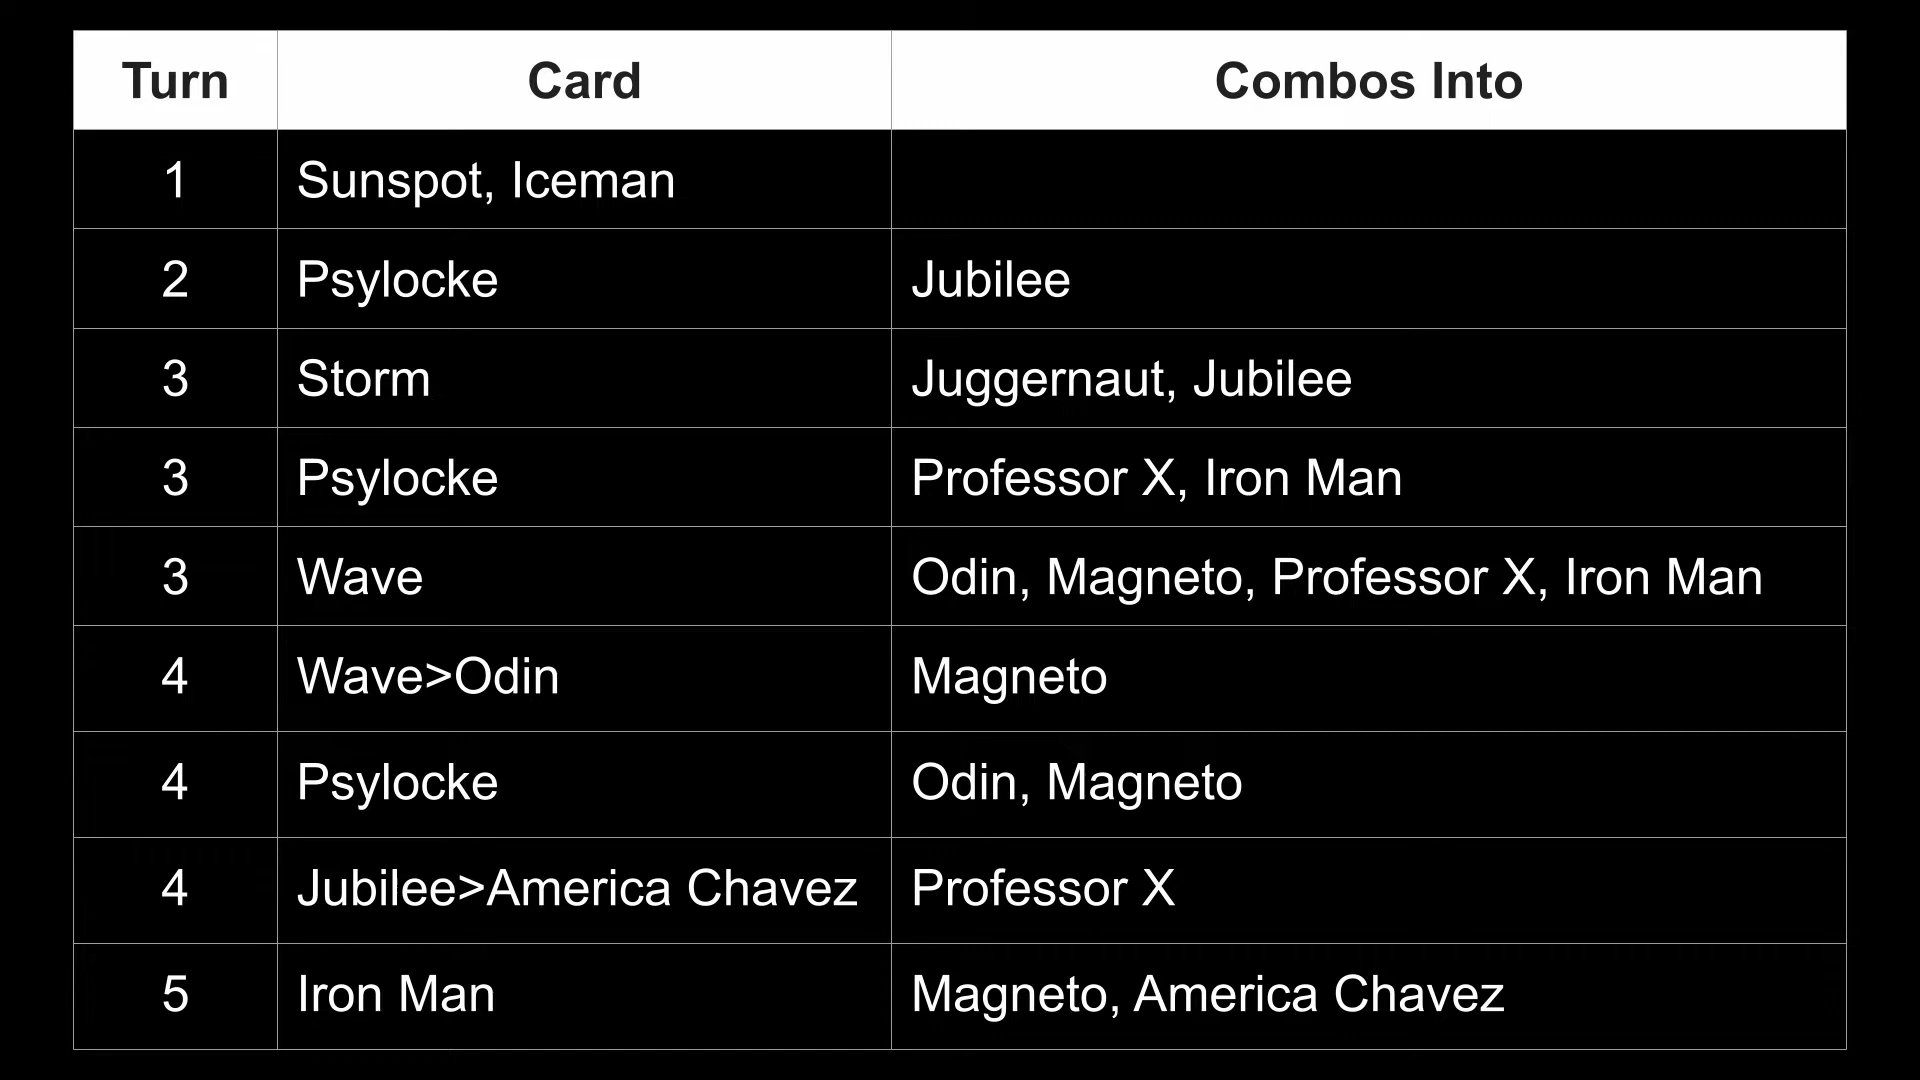 Turn Card Combos Into
1 Sunspot, Iceman
2 Psylocke Jubilee
3 Storm Juggernaut, Jubilee
3 Psylocke Professor X, Iron Man
3 Wave Odin, Magneto, Professor X, Iron Man
4 Wave>Odin Magneto
4 Psylocke Odin, Magneto
4 Jubilee>America Chavez Professor X
5 Iron Man Magneto, America Chavez